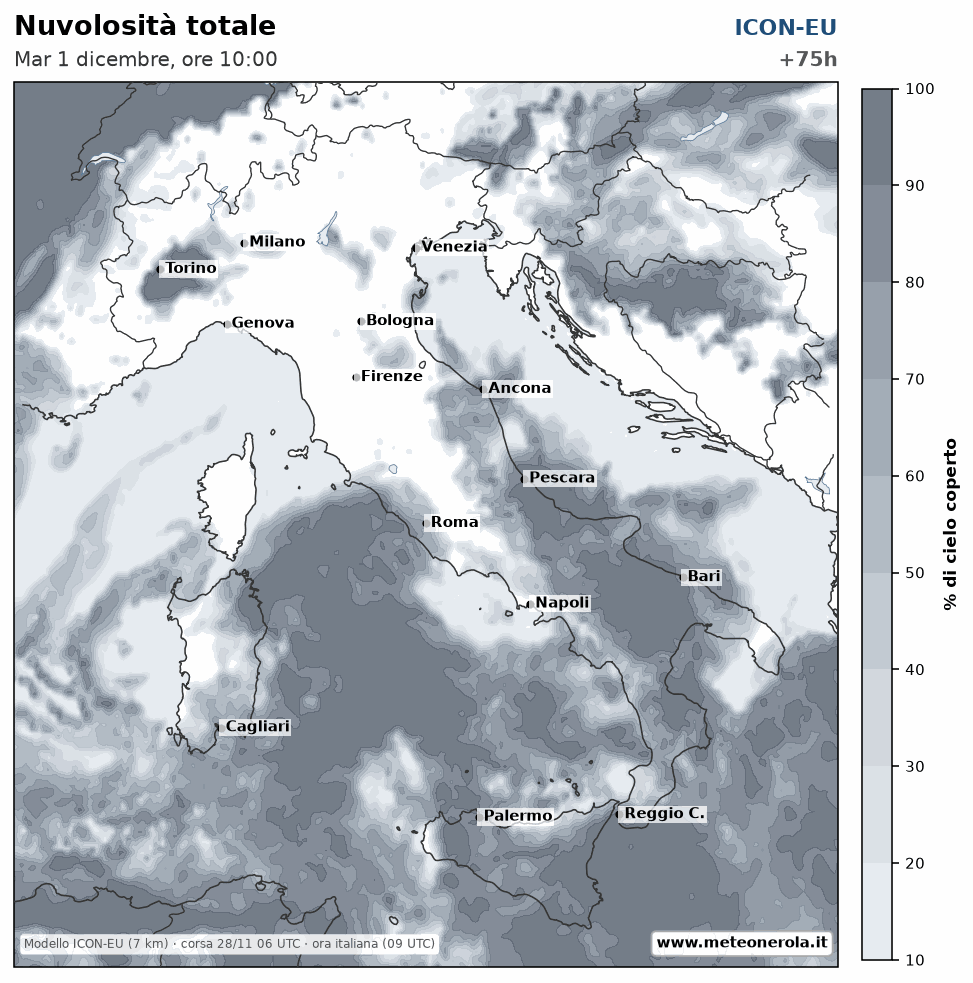 Nuvolosità totale
ICON-EU
Mar 1 dicembre, ore 10:00
+75h
100
90
80
70
60
50
40
30
20
10
% di cielo coperto
Milano
Venezia
Torino
Genova
Bologna
Firenze
Ancona
Pescara
Roma
Bari
Napoli
Cagliari
Palermo
Reggio C.
Modello ICON-EU (7 km) · corsa 28/11 06 UTC · ora italiana (09 UTC)
www.meteonerola.it